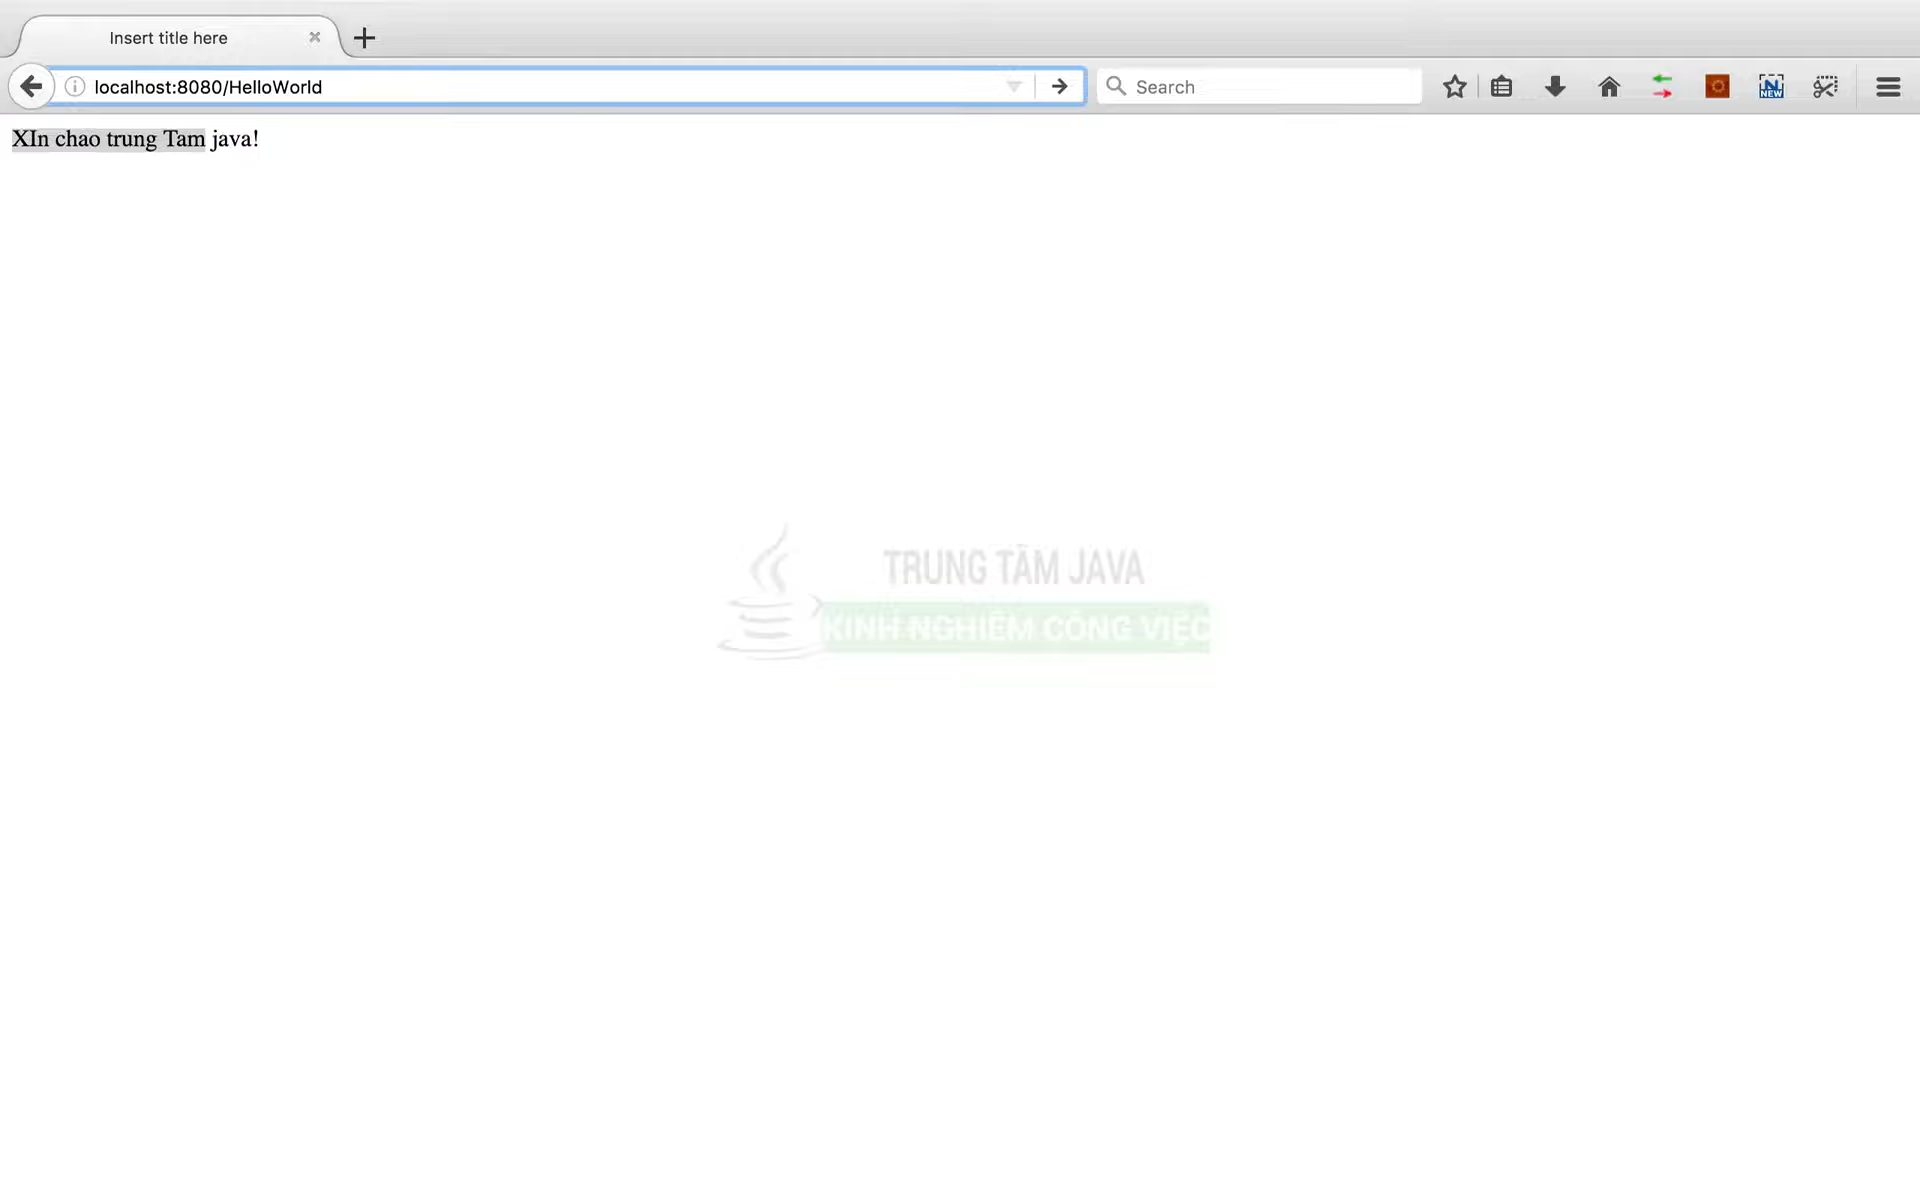 Insert title here
localhost:8080/HelloWorld
Search
NEW
XIn chao trung Tam java!
TRUNG TÂM JAVA
KINH NGHIỆM CÔNG VIỆC